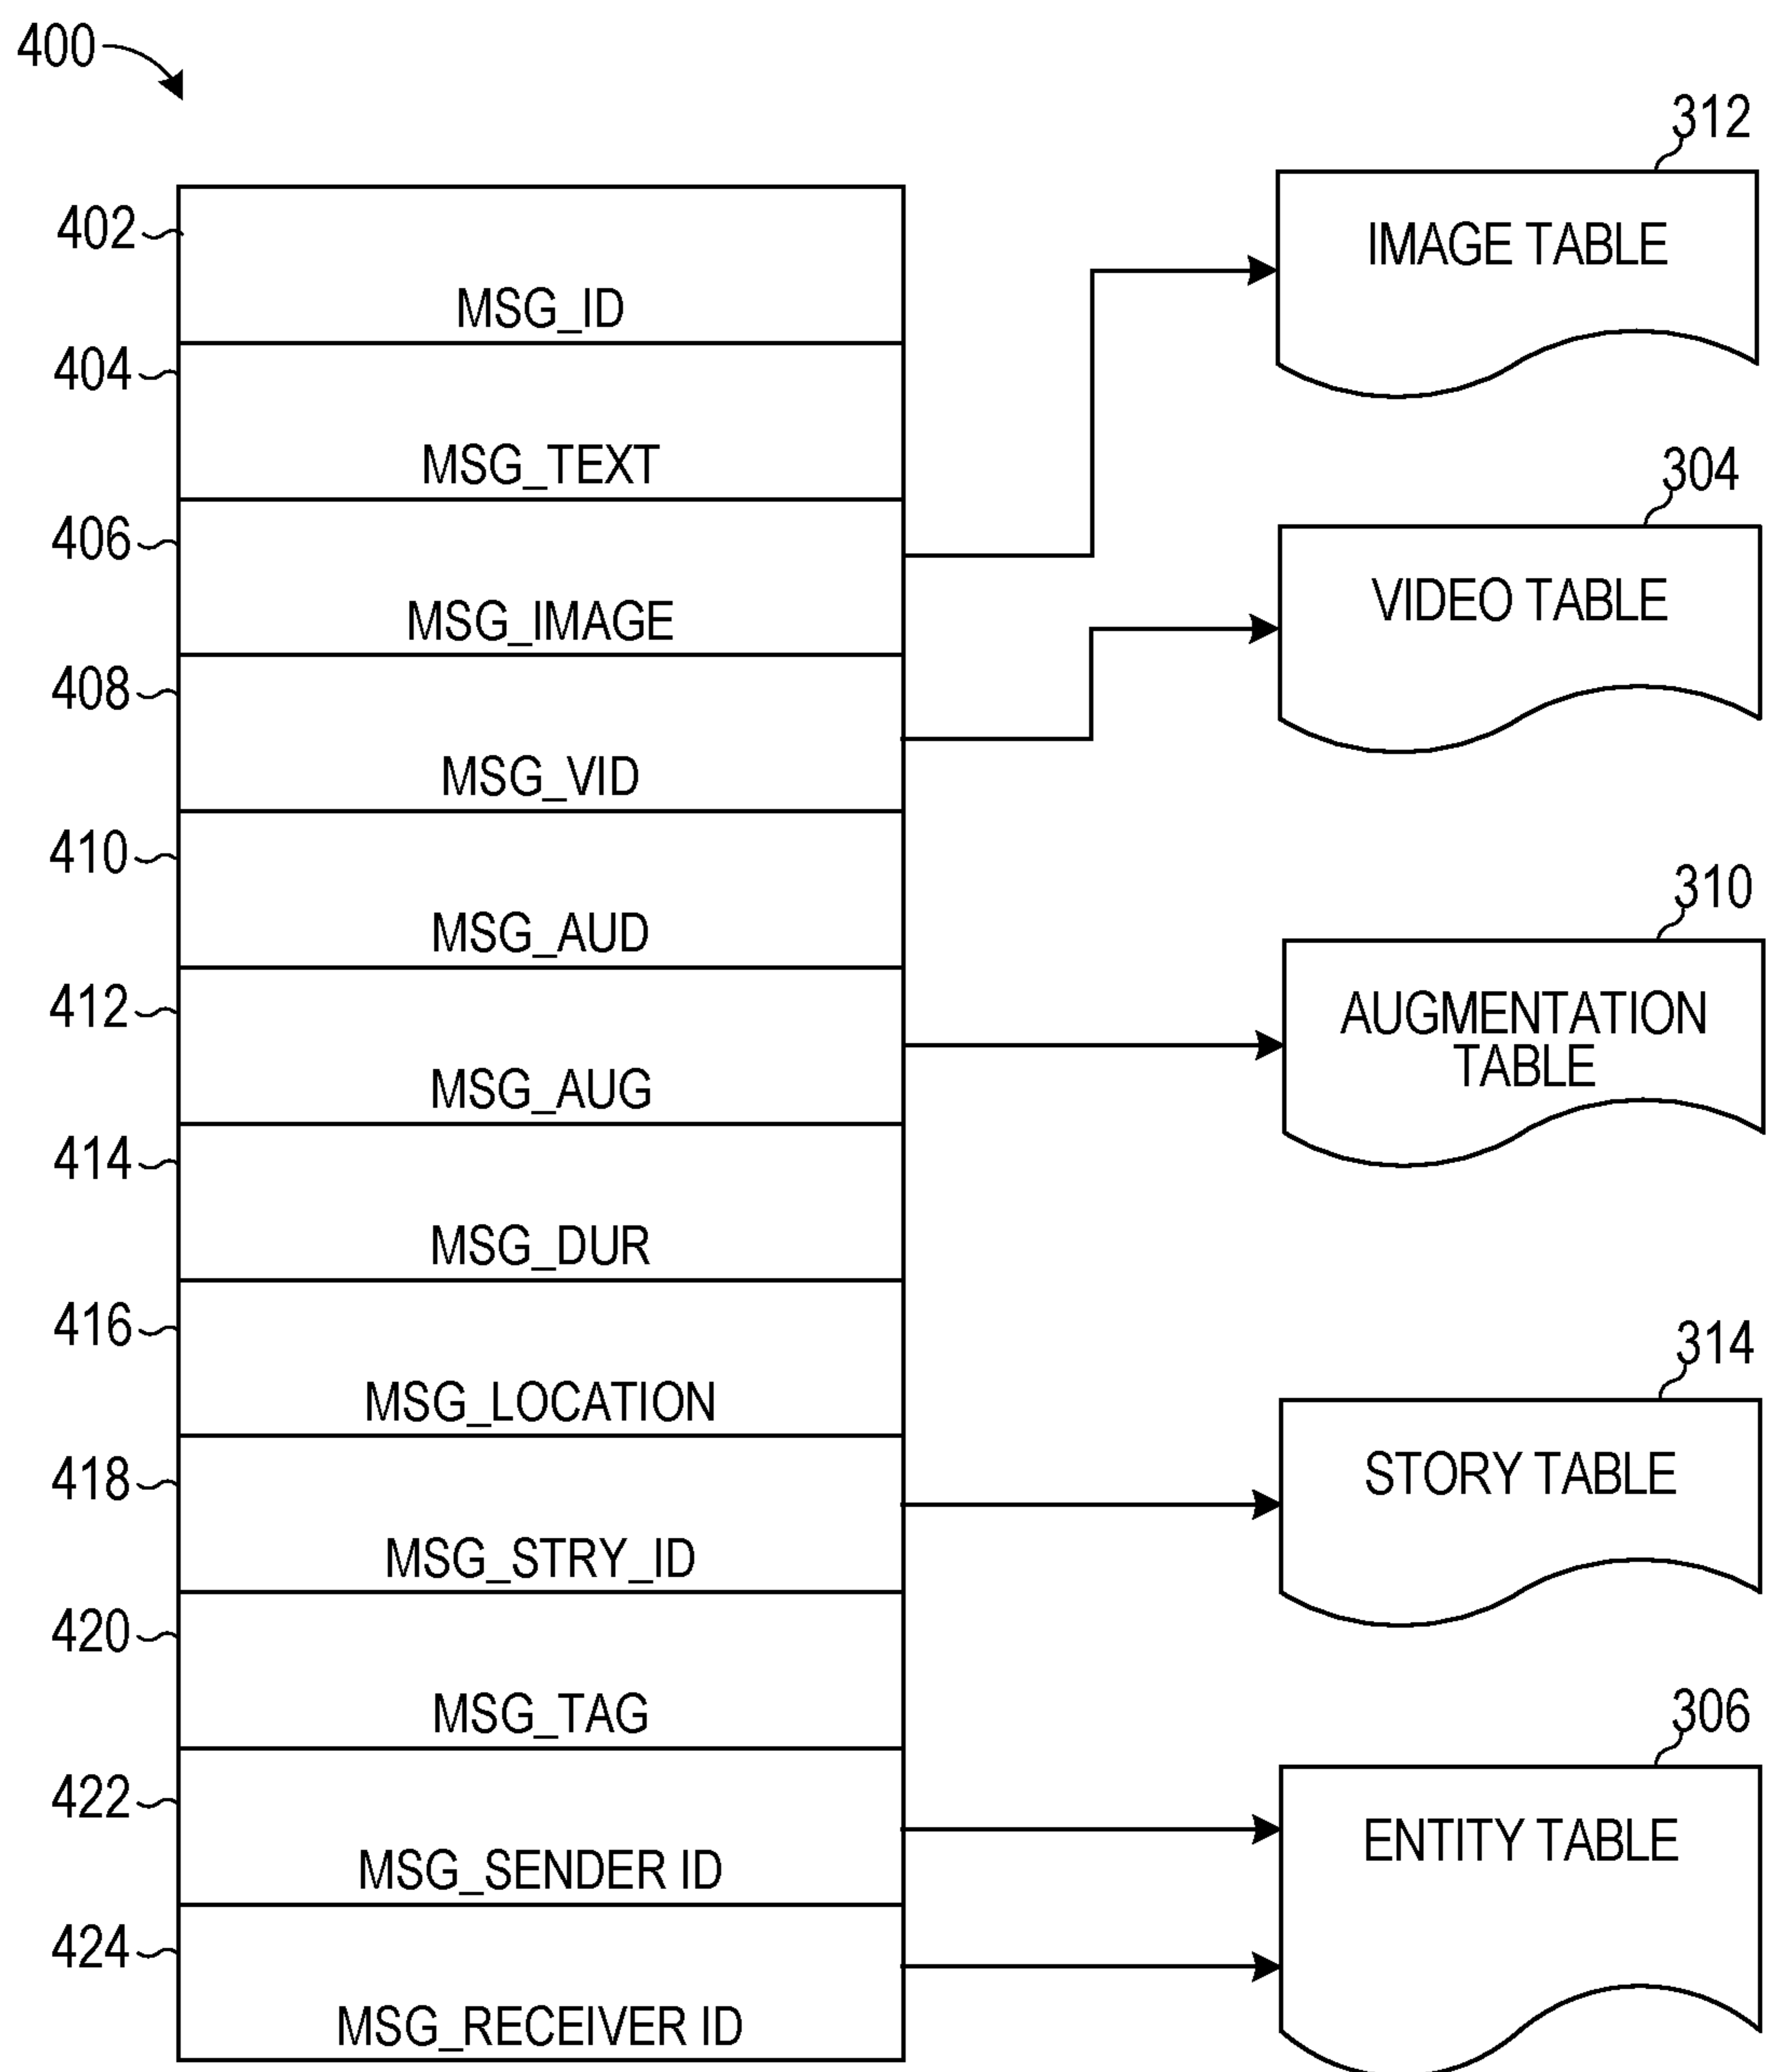 400
402
MSG_ID
404
MSG_TEXT
406
MSG_IMAGE
408
MSG_VID
410
MSG_AUD
412
MSG_AUG
414
MSG_DUR
416
MSG_LOCATION
418
MSG_STRY_ID
420
MSG_TAG
422
MSG_SENDER ID
424
MSG_RECEIVER ID
312
IMAGE TABLE
304
VIDEO TABLE
310
AUGMENTATION
TABLE
314
STORY TABLE
306
ENTITY TABLE